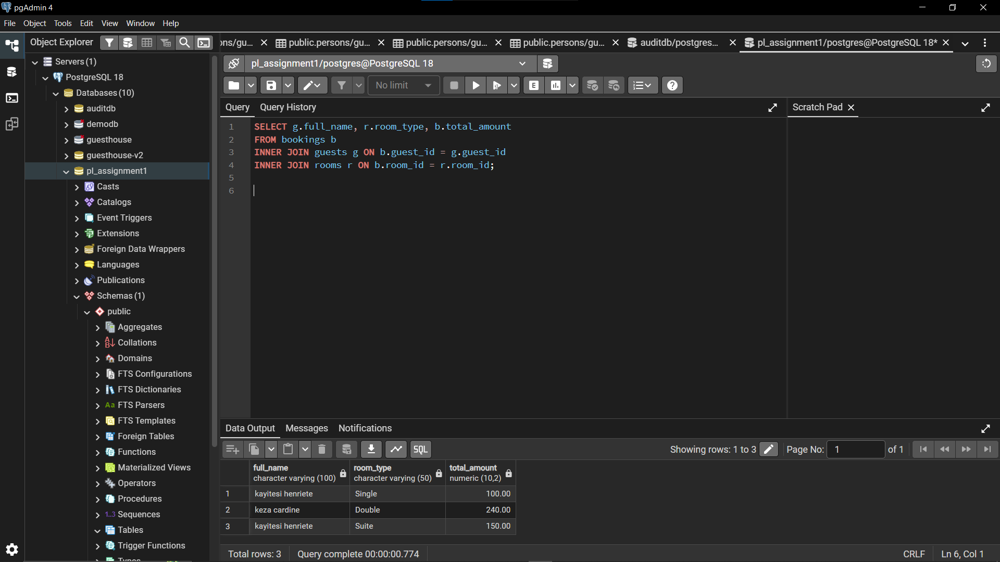 pgAdmin 4
File Object Tools Edit View Window Help
Object Explorer
ons/gu... public.persons/gu... public.persons/gu... public.persons/gu... auditdb/postgres... pl_assignment1/postgres@PostgreSQL 18*
Servers (1)
PostgreSQL 18
Databases (10)
auditdb
demodb
guesthouse
guesthouse-v2
pl_assignment1
Casts
Catalogs
Event Triggers
Extensions
Foreign Data Wrappers
Languages
Publications
Schemas (1)
public
Aggregates
Collations
Domains
FTS Configurations
FTS Dictionaries
Aa FTS Parsers
FTS Templates
Foreign Tables
Functions
Materialized Views
Operators
Procedures
1..3 Sequences
Tables
Trigger Functions
Types
pl_assignment1/postgres@PostgreSQL 18
No limit
E
Query Query History
Scratch Pad
1 SELECT g.full_name, r.room_type, b.total_amount
2 FROM bookings b
3 INNER JOIN guests g ON b.guest_id = g.guest_id
4 INNER JOIN rooms r ON b.room_id = r.room_id;
5
6
Data Output Messages Notifications
SQL
Showing rows: 1 to 3 Page No: 1 of 1
full_name room_type total_amount
character varying (100) character varying (50) numeric (10,2)
1 kayitesi henriete Single 100.00
2 keza cardine Double 240.00
3 kayitesi henriete Suite 150.00
Total rows: 3 Query complete 00:00:00.774 CRLF Ln 6, Col 1